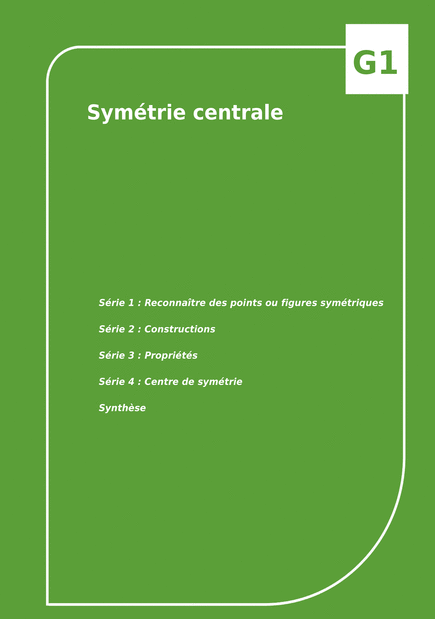 G1
Symétrie centrale
Série 1 : Reconnaître des points ou figures symétriques
Série 2 : Constructions
Série 3 : Propriétés
Série 4 : Centre de symétrie
Synthèse